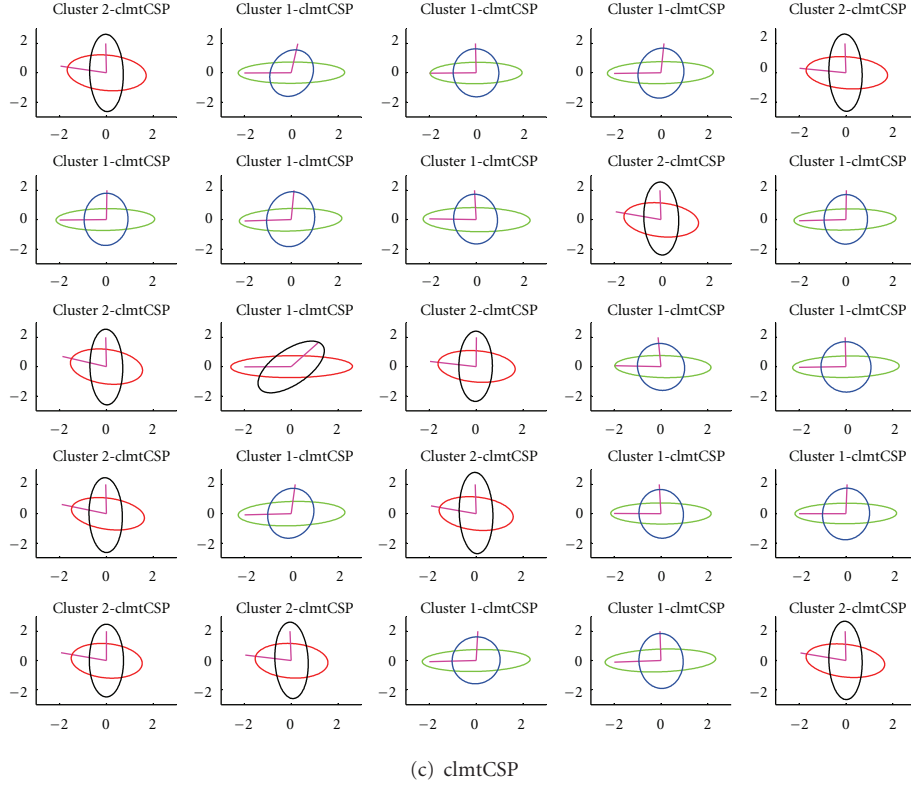 Cluster 2-clmtCSP Cluster 1-clmtCSP Cluster 1-clmtCSP Cluster 1-clmtCSP Cluster 2-clmtCSP
2 2 2 2 2
0 0 0 0 0
−2 −2 −2 −2 −2
−2 0 2 −2 0 2 −2 0 2 −2 0 2 −2 0 2
Cluster 1-clmtCSP Cluster 1-clmtCSP Cluster 1-clmtCSP Cluster 2-clmtCSP Cluster 1-clmtCSP
2 2 2 2 2
0 0 0 0 0
−2 −2 −2 −2 −2
−2 0 2 −2 0 2 −2 0 2 −2 0 2 −2 0 2
Cluster 2-clmtCSP Cluster 1-clmtCSP Cluster 2-clmtCSP Cluster 1-clmtCSP Cluster 1-clmtCSP
2 2 2 2 2
0 0 0 0 0
−2 −2 −2 −2 −2
−2 0 2 −2 0 2 −2 0 2 −2 0 2 −2 0 2
Cluster 2-clmtCSP Cluster 1-clmtCSP Cluster 2-clmtCSP Cluster 1-clmtCSP Cluster 1-clmtCSP
2 2 2 2 2
0 0 0 0 0
−2 −2 −2 −2 −2
−2 0 2 −2 0 2 −2 0 2 −2 0 2 −2 0 2
Cluster 2-clmtCSP Cluster 2-clmtCSP Cluster 1-clmtCSP Cluster 1-clmtCSP Cluster 2-clmtCSP
2 2 2 2 2
0 0 0 0 0
−2 −2 −2 −2 −2
−2 0 2 −2 0 2 −2 0 2 −2 0 2 −2 0 2
(c) clmtCSP